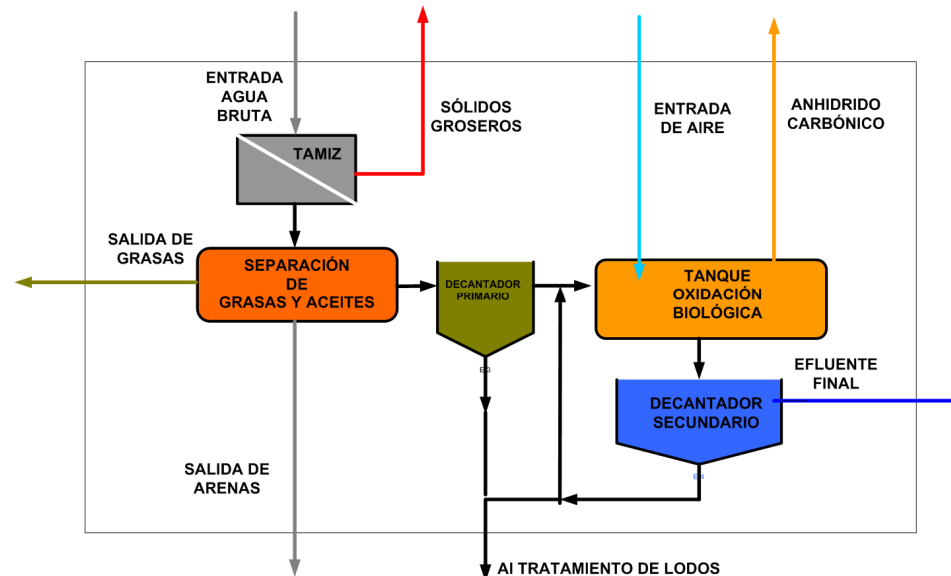 ENTRADA
AGUA
BRUTA
SÓLIDOS
GROSEROS
ENTRADA
DE AIRE
ANHIDRIDO
CARBÓNICO
TAMIZ
SALIDA DE
GRASAS
SEPARACIÓN
DE
GRASAS Y ACEITES
DECANTADOR
PRIMARIO
TANQUE
OXIDACIÓN
BIOLÓGICA
EFLUENTE
FINAL
DECANTADOR
SECUNDARIO
SALIDA DE
ARENAS
Al TRATAMIENTO DE LODOS